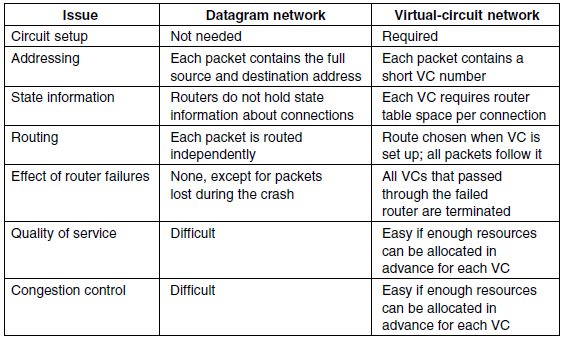 Issue Datagram network Virtual-circuit network
Circuit setup Not needed Required
Addressing Each packet contains the full Each packet contains a
source and destination address short VC number
State information Routers do not hold state Each VC requires router
information about connections table space per connection
Routing Each packet is routed Route chosen when VC is
independently set up; all packets follow it
Effect of router failures None, except for packets All VCs that passed
lost during the crash through the failed
router are terminated
Quality of service Difficult Easy if enough resources
can be allocated in
advance for each VC
Congestion control Difficult Easy if enough resources
can be allocated in
advance for each VC